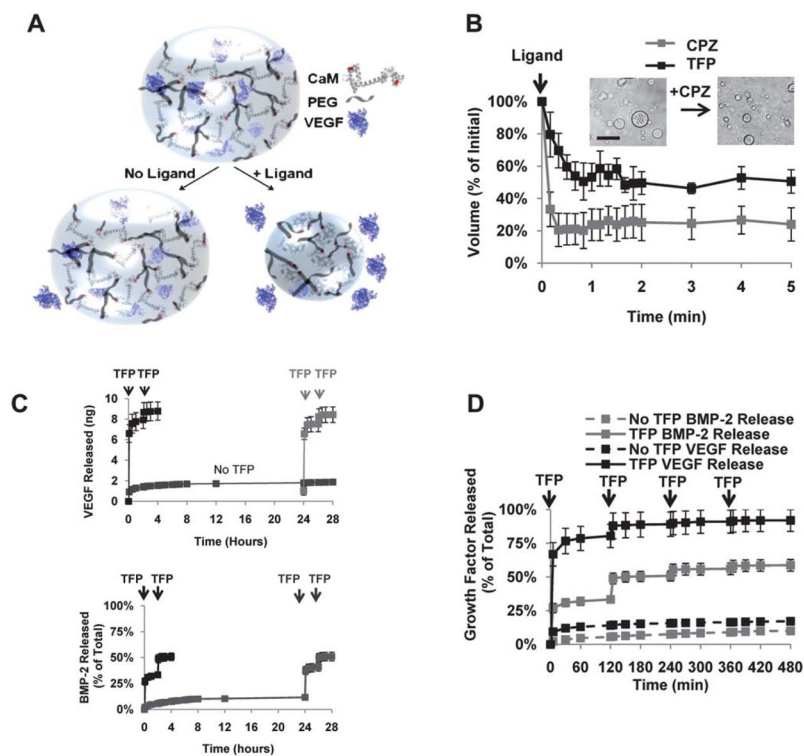 A
CaM
PEG
VEGF
No Ligand
+ Ligand
B
Ligand
CPZ
TFP
+CPZ
Volume (% of Initial)
100%
80%
60%
40%
20%
0%
0 1 2 3 4 5
Time (min)
C
TFP TFP
TFP TFP
VEGF Released (ng)
10
8
6
4
2
0
No TFP
0 4 8 12 16 20 24 28
Time (Hours)
TFP TFP
TFP TFP
BMP-2 Released
(% of Total)
100%
75%
50%
25%
0%
0 4 8 12 16 20 24 28
Time (hours)
D
No TFP BMP-2 Release
TFP BMP-2 Release
No TFP VEGF Release
TFP VEGF Release
TFP TFP TFP TFP
Growth Factor Released
(% of Total)
100%
75%
50%
25%
0%
0 60 120 180 240 300 360 420 480
Time (min)